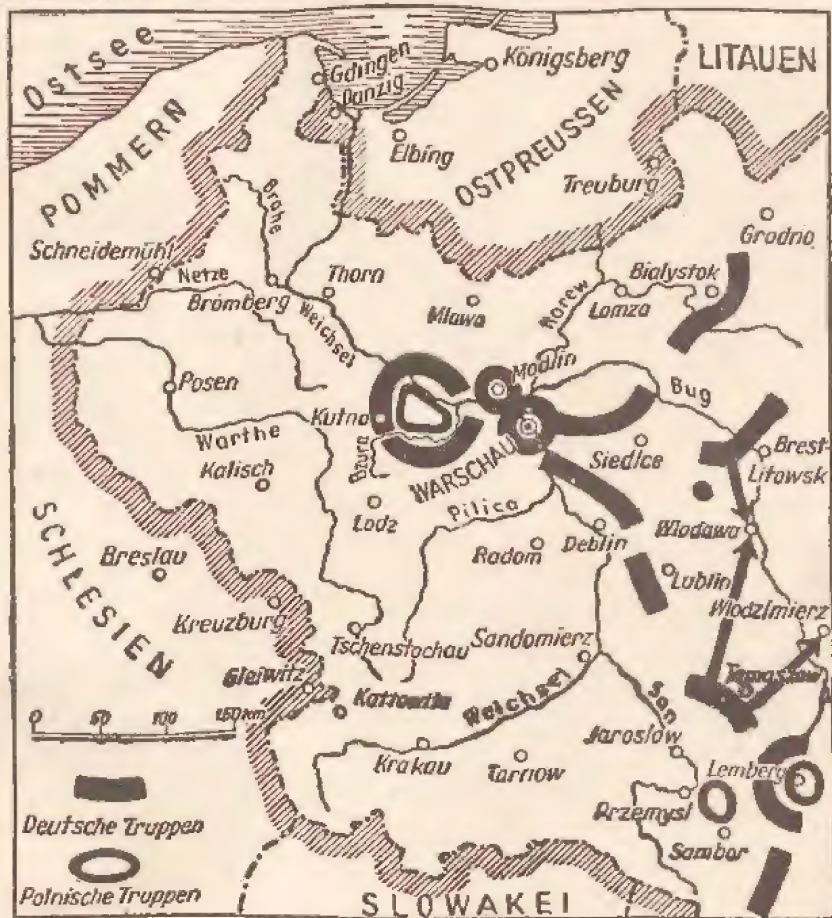 Ostsee
Gdingen
Danzig
Königsberg
LITAUEN
POMMERN
Elbing
OSTPREUSSEN
Treuburg
Brahe
Grodno
Schneidemühl
Netze
Thorn
Bialystok
Bromberg
Weichsel
Mlawa
Narew
Lomza
Modlin
Posen
Bug
Kutno
Warthe
Bzura
WARSCHAU
Siedlce
Brest-
Litowsk
Kalisch
Lodz
Pilica
Wlodawa
SCHLESIEN
Breslau
Radom
Deblin
Lublin
Kreuzburg
Wlodzimierz
Tschenstochau
Sandomierz
Gleiwitz
Tomaszow
Kattowitz
Weichsel
San
0 50 100 150 km
Jaroslow
Krakau
Tarnow
Lemberg
Przemysl
Deutsche Truppen
Sambor
Polnische Truppen
SLOWAKEI